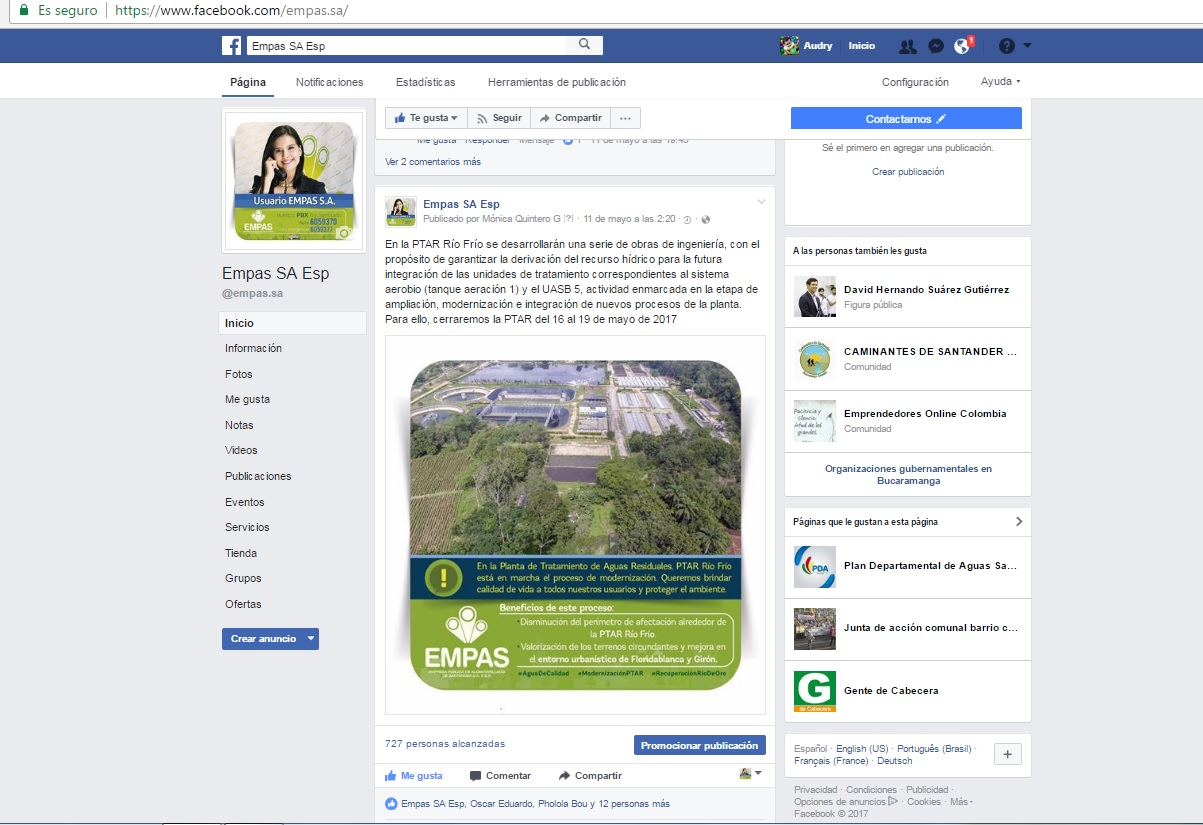 Es seguro | https://www.facebook.com/empas.sa/
Empas SA Esp
Audry
Inicio
1
Página
Notificaciones
Estadísticas
Herramientas de publicación
Configuración
Ayuda
Te gusta
Seguir
Compartir
...
Contactarnos
Usuario EMPAS S.A.
PBX
6059370
EMPAS
Empas SA Esp
@empas.sa
Inicio
Información
Fotos
Me gusta
Notas
Videos
Publicaciones
Eventos
Servicios
Tienda
Grupos
Ofertas
Crear anuncio
Me gusta · Responder · Mensaje · 1 · 11 de mayo a las
Ver 2 comentarios más
Empas SA Esp
Publicado por Mónica Quintero G [?] · 11 de mayo a las 2:20 ·
En la PTAR Río Frío se desarrollarán una serie de obras de ingeniería, con el
propósito de garantizar la derivación del recurso hídrico para la futura
integración de las unidades de tratamiento correspondientes al sistema
aerobio (tanque aeración 1) y el UASB 5, actividad enmarcada en la etapa de
ampliación, modernización e integración de nuevos procesos de la planta.
Para ello, cerraremos la PTAR del 16 al 19 de mayo de 2017
!
En la Planta de Tratamiento de Aguas Residuales, PTAR Río Frío
está en marcha el proceso de modernización. Queremos brindar
calidad de vida a todos nuestros usuarios y proteger el ambiente.
Beneficios de este proceso:
·Disminución del perímetro de afectación alrededor de
la PTAR Río Frío.
·Valorización de los terrenos circundantes y mejora en
el entorno urbanístico de Floridablanca y Girón.
EMPAS
#AguaDeCalidad #ModernizaciónPTAR #RecuperaciónRíoDeOro
727 personas alcanzadas
Promocionar publicación
Me gusta
Comentar
Compartir
Empas SA Esp, Oscar Eduardo, Pholola Bou y 12 personas más
Sé el primero en agregar una publicación.
Crear publicación
A las personas también les gusta
David Hernando Suárez Gutiérrez
Figura pública
CAMINANTES DE SANTANDER ...
Comunidad
Emprendedores Online Colombia
Comunidad
Organizaciones gubernamentales en
Bucaramanga
Páginas que le gustan a esta página
PDA
Plan Departamental de Aguas Sa...
Junta de acción comunal barrio c...
G
de Cabecera
Gente de Cabecera
Español · English (US) · Português (Brasil) ·
Français (France) · Deutsch
+
Privacidad · Condiciones · Publicidad ·
Opciones de anuncios · Cookies · Más
Facebook © 2017